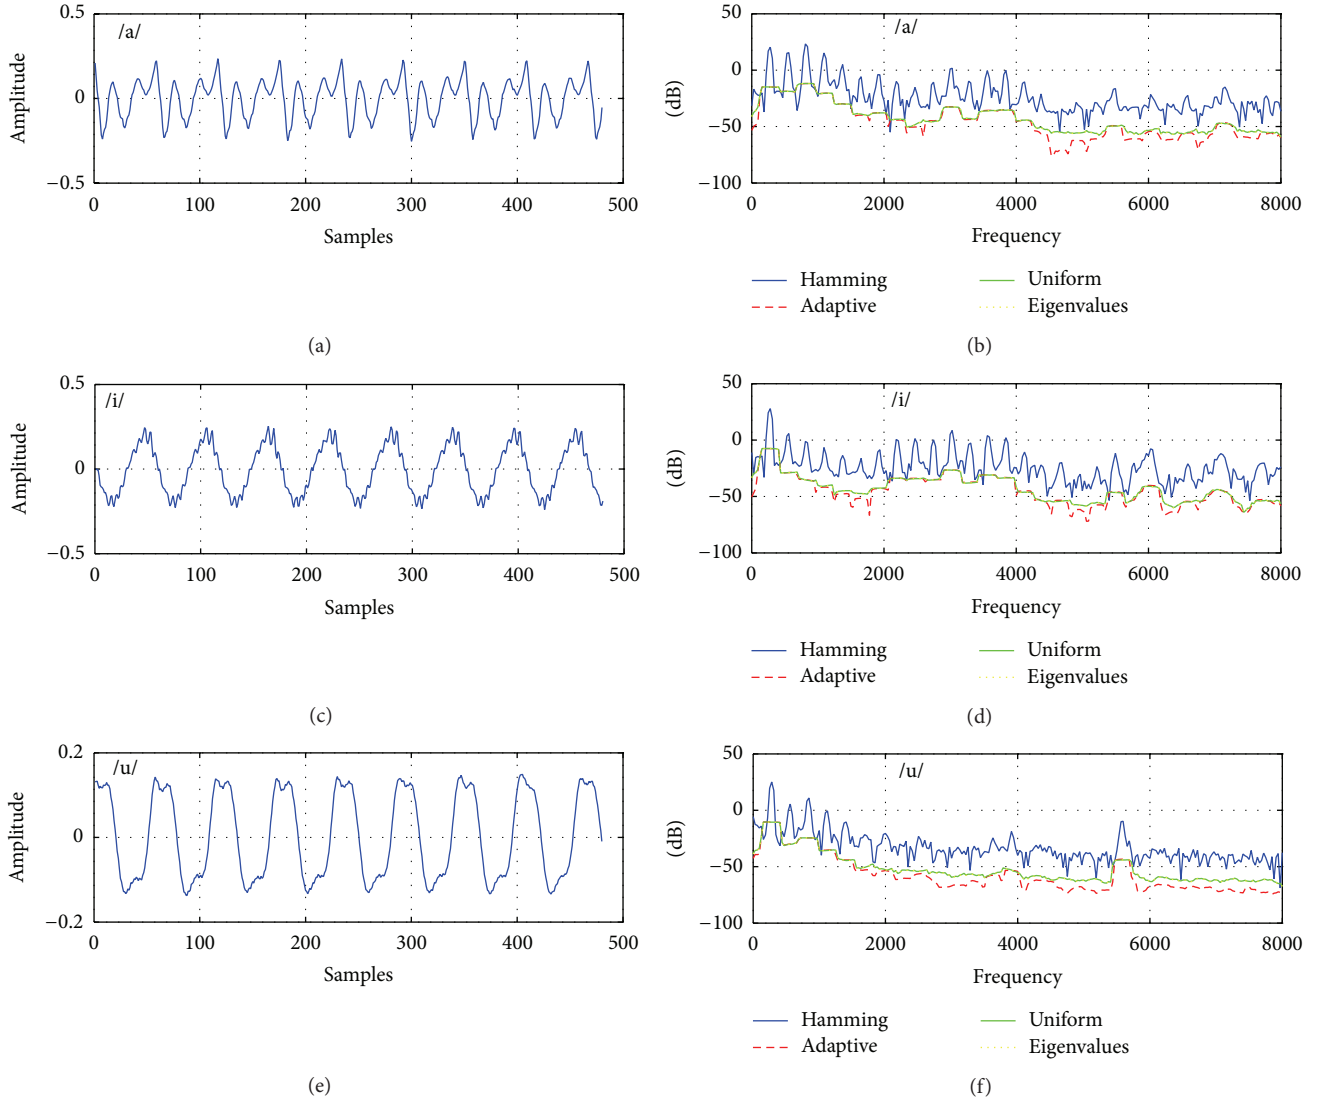 /a/
0.5
0
−0.5
Amplitude
0 100 200 300 400 500
Samples
(a)
/a/
50
0
−50
−100
(dB)
0 2000 4000 6000 8000
Frequency
Hamming Uniform
Adaptive Eigenvalues
(b)
/i/
0.5
0
−0.5
Amplitude
0 100 200 300 400 500
Samples
(c)
/i/
50
0
−50
−100
(dB)
0 2000 4000 6000 8000
Frequency
Hamming Uniform
Adaptive Eigenvalues
(d)
/u/
0.2
0
−0.2
Amplitude
0 100 200 300 400 500
Samples
(e)
/u/
50
0
−50
−100
(dB)
0 2000 4000 6000 8000
Frequency
Hamming Uniform
Adaptive Eigenvalues
(f)